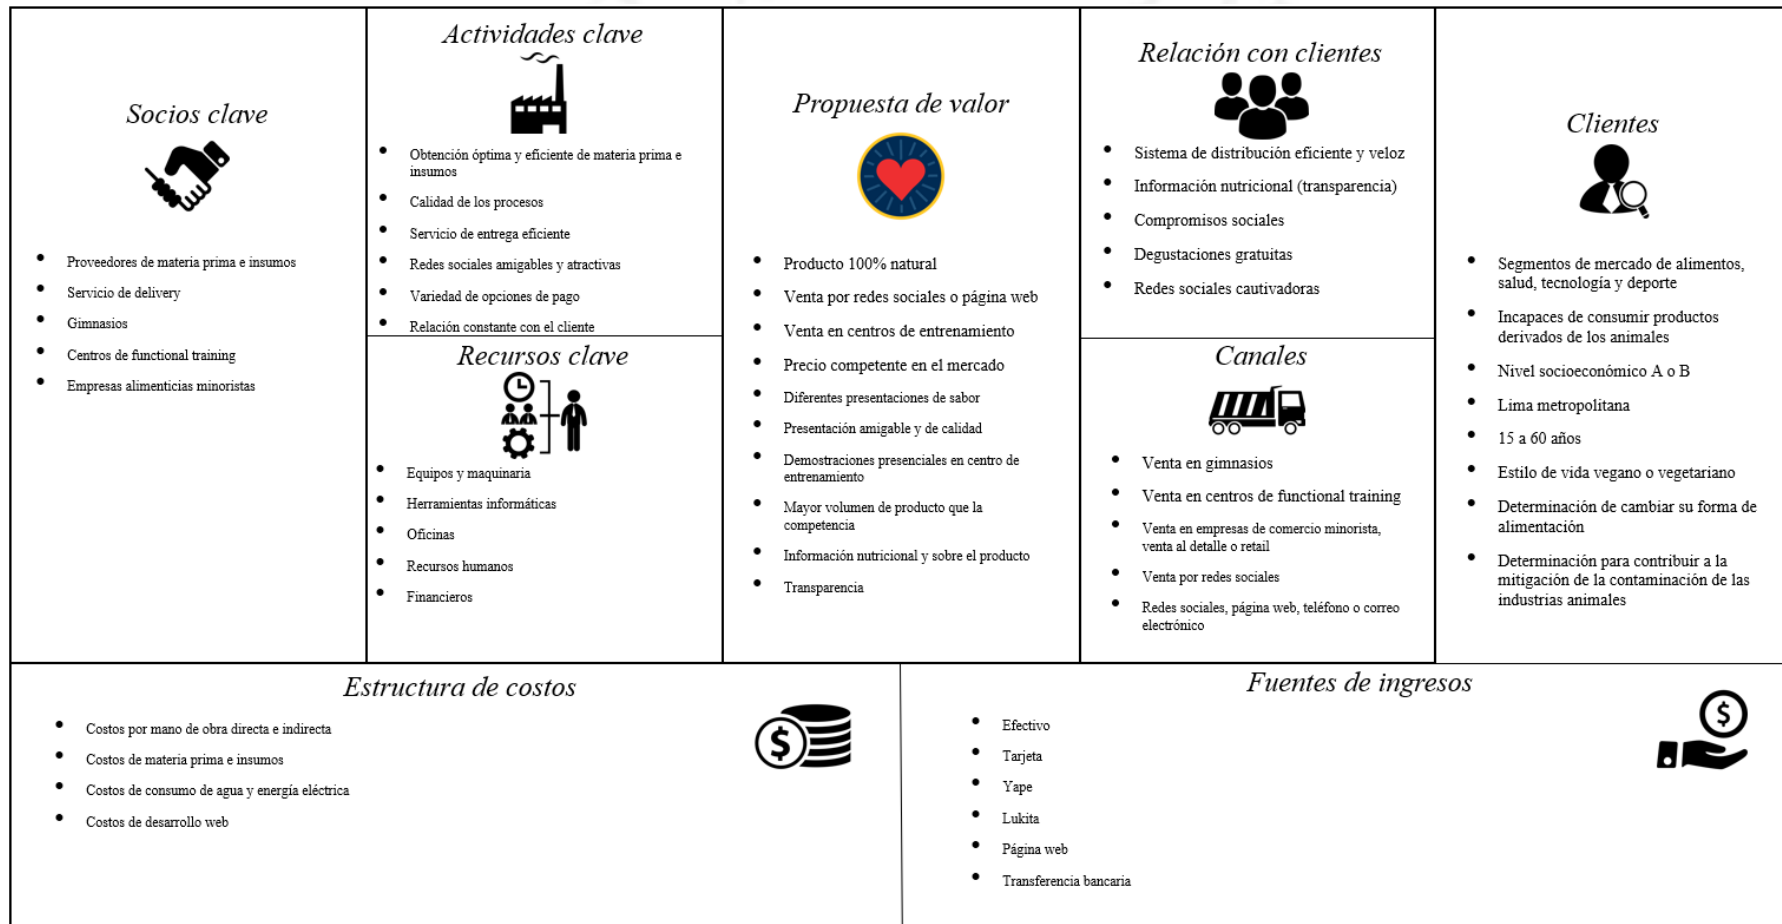 Socios clave
Proveedores de materia prima e insumos
Servicio de delivery
Gimnasios
Centros de functional training
Empresas alimenticias minoristas
Actividades clave
Obtención óptima y eficiente de materia prima e
insumos
Calidad de los procesos
Servicio de entrega eficiente
Redes sociales amigables y atractivas
Variedad de opciones de pago
Relación constante con el cliente
Recursos clave
Equipos y maquinaria
Herramientas informáticas
Oficinas
Recursos humanos
Financieros
Propuesta de valor
Producto 100% natural
Venta por redes sociales o página web
Venta en centros de entrenamiento
Precio competente en el mercado
Diferentes presentaciones de sabor
Presentación amigable y de calidad
Demostraciones presenciales en centro de
entrenamiento
Mayor volumen de producto que la
competencia
Información nutricional y sobre el producto
Transparencia
Relación con clientes
Sistema de distribución eficiente y veloz
Información nutricional (transparencia)
Compromisos sociales
Degustaciones gratuitas
Redes sociales cautivadoras
Canales
Venta en gimnasios
Venta en centros de functional training
Venta en empresas de comercio minorista,
venta al detalle o retail
Venta por redes sociales
Redes sociales, página web, teléfono o correo
electrónico
Clientes
Segmentos de mercado de alimentos,
salud, tecnología y deporte
Incapaces de consumir productos
derivados de los animales
Nivel socioeconómico A o B
Lima metropolitana
15 a 60 años
Estilo de vida vegano o vegetariano
Determinación de cambiar su forma de
alimentación
Determinación para contribuir a la
mitigación de la contaminación de las
industrias animales
Estructura de costos
Costos por mano de obra directa e indirecta
Costos de materia prima e insumos
Costos de consumo de agua y energía eléctrica
Costos de desarrollo web
$
Fuentes de ingresos
Efectivo
Tarjeta
Yape
Lukita
Página web
Transferencia bancaria
$